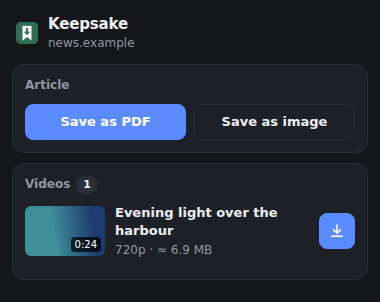 Keepsake
news.example
Article
Save as PDF
Save as image
Videos 1
0:24
Evening light over the
harbour
720p · ≈ 6.9 MB